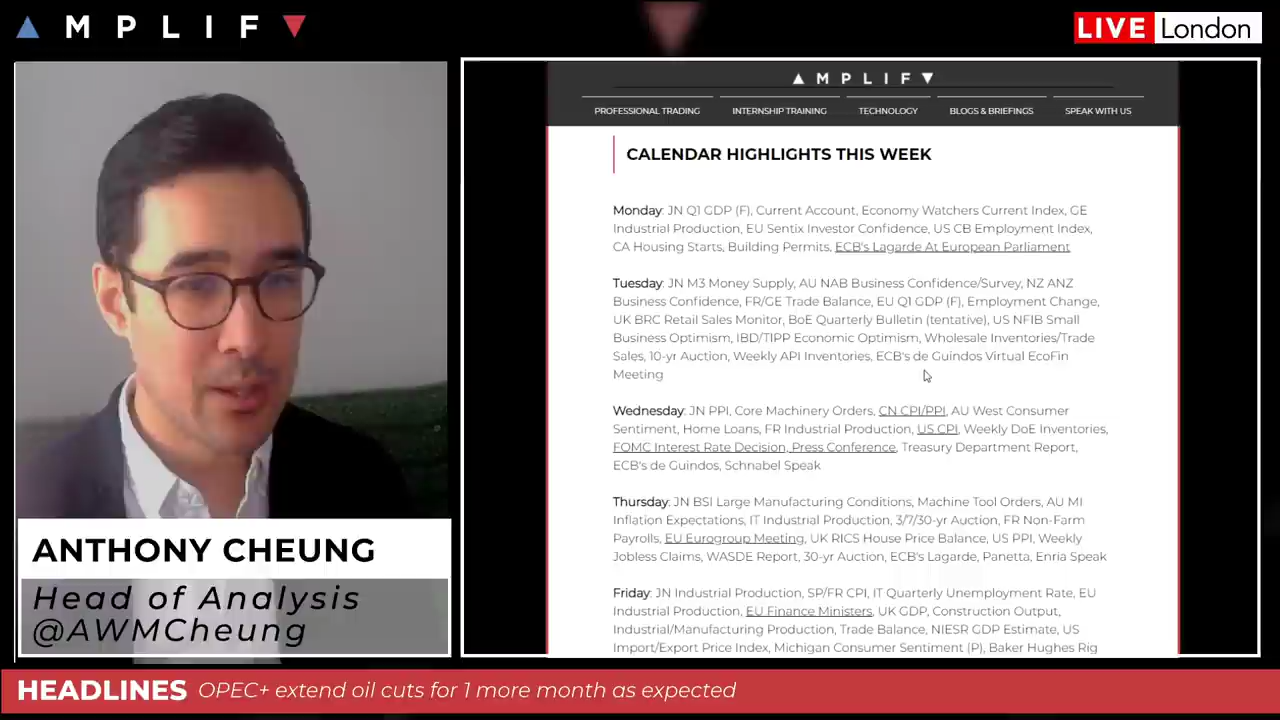 AMPLIFY
LIVE London
AMPLIFY
PROFESSIONAL TRADING
INTERNSHIP TRAINING
TECHNOLOGY
BLOGS & BRIEFINGS
SPEAK WITH US
CALENDAR HIGHLIGHTS THIS WEEK
Monday: JN Q1 GDP (F), Current Account, Economy Watchers Current Index, GE
Industrial Production, EU Sentix Investor Confidence, US CB Employment Index,
CA Housing Starts, Building Permits, ECB's Lagarde At European Parliament
Tuesday: JN M3 Money Supply, AU NAB Business Confidence/Survey, NZ ANZ
Business Confidence, FR/GE Trade Balance, EU Q1 GDP (F), Employment Change,
UK BRC Retail Sales Monitor, BoE Quarterly Bulletin (tentative), US NFIB Small
Business Optimism, IBD/TIPP Economic Optimism, Wholesale Inventories/Trade
Sales, 10-yr Auction, Weekly API Inventories, ECB's de Guindos Virtual EcoFin
Meeting
Wednesday: JN PPI, Core Machinery Orders, CN CPI/PPI, AU West Consumer
Sentiment, Home Loans, FR Industrial Production, US CPI, Weekly DoE Inventories,
FOMC Interest Rate Decision, Press Conference, Treasury Department Report,
ECB's de Guindos, Schnabel Speak
Thursday: JN BSI Large Manufacturing Conditions, Machine Tool Orders, AU MI
Inflation Expectations, IT Industrial Production, 3/7/30-yr Auction, FR Non-Farm
Payrolls, EU Eurogroup Meeting, UK RICS House Price Balance, US PPI, Weekly
Jobless Claims, WASDE Report, 30-yr Auction, ECB's Lagarde, Panetta, Enria Speak
Friday: JN Industrial Production, SP/FR CPI, IT Quarterly Unemployment Rate, EU
Industrial Production, EU Finance Ministers, UK GDP, Construction Output,
Industrial/Manufacturing Production, Trade Balance, NIESR GDP Estimate, US
Import/Export Price Index, Michigan Consumer Sentiment (P), Baker Hughes Rig
ANTHONY CHEUNG
Head of Analysis
@AWMCheung
HEADLINES OPEC+ extend oil cuts for 1 more month as expected